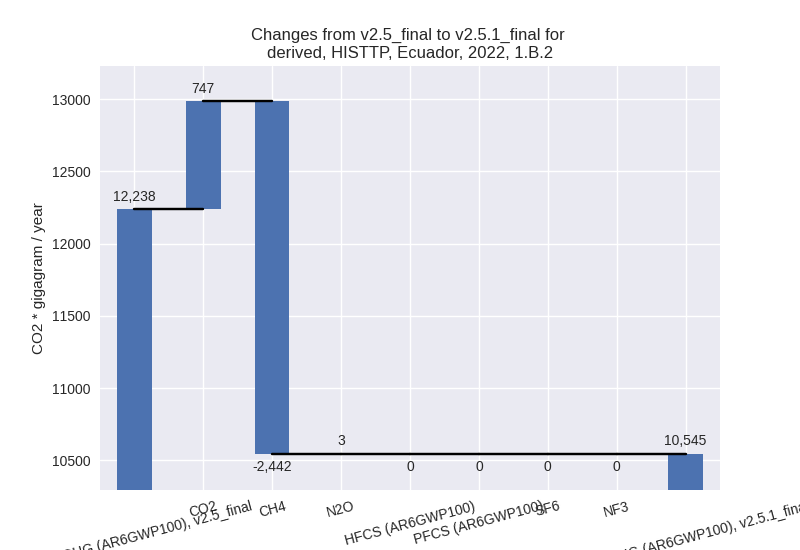 Changes from v2.5_final to v2.5.1_final for
derived, HISTTP, Ecuador, 2022, 1.B.2
CO2 * gigagram / year
13000
12500
12000
11500
11000
10500
12,238
747
-2,442
3
0
0
0
0
10,545
(AR6GWP100), v2.5_final
CO2
CH4
N2O
HFCS (AR6GWP100)
PFCS (AR6GWP100)
SF6
NF3
(AR6GWP100), v2.5.1_final